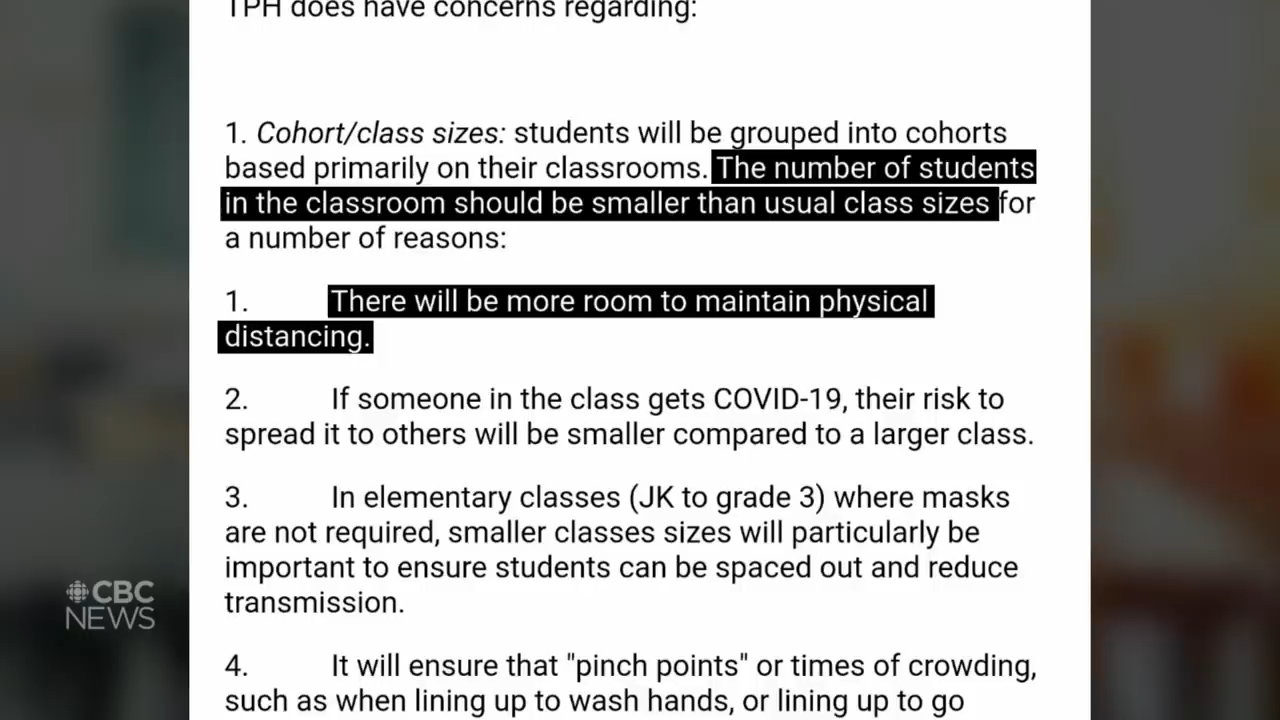 TPH does have concerns regarding:
1. Cohort/class sizes: students will be grouped into cohorts
based primarily on their classrooms. The number of students
in the classroom should be smaller than usual class sizes for
a number of reasons:
1. There will be more room to maintain physical
distancing.
2. If someone in the class gets COVID-19, their risk to
spread it to others will be smaller compared to a larger class.
3. In elementary classes (JK to grade 3) where masks
are not required, smaller classes sizes will particularly be
important to ensure students can be spaced out and reduce
transmission.
4. It will ensure that "pinch points" or times of crowding,
such as when lining up to wash hands, or lining up to go
CBC
NEWS